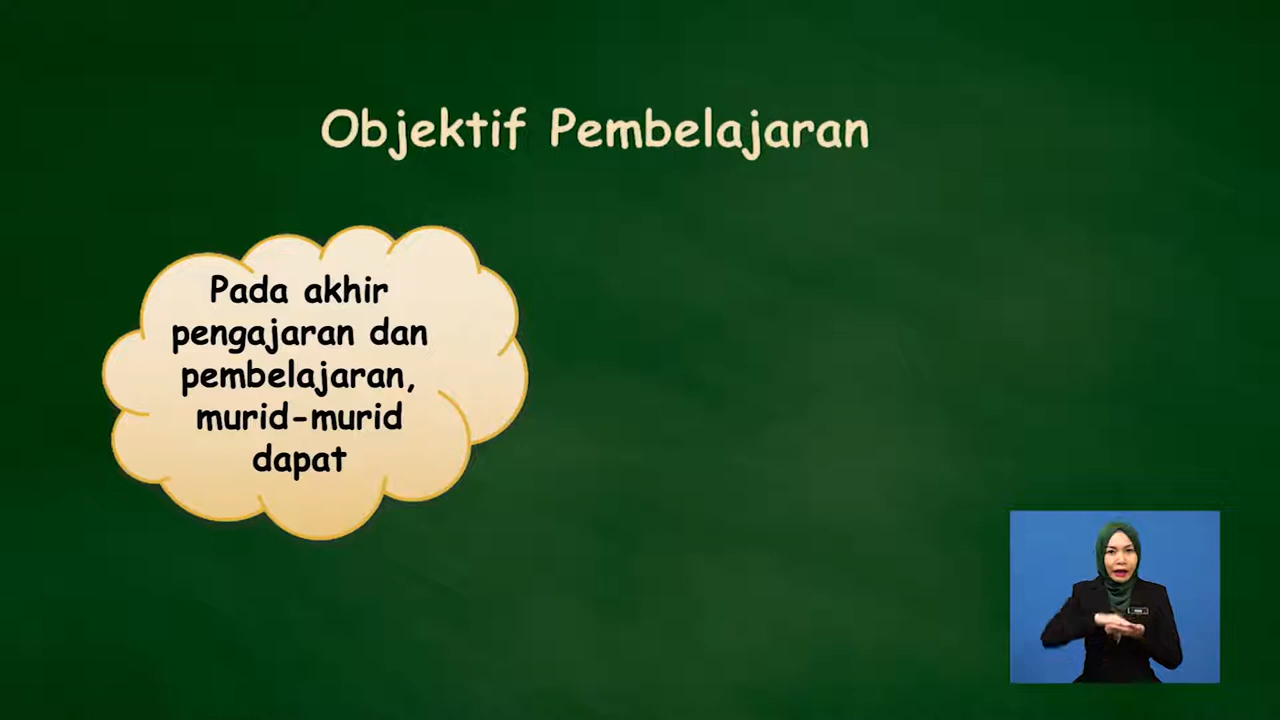 Objektif Pembelajaran
Pada akhir
pengajaran dan
pembelajaran,
murid-murid
dapat